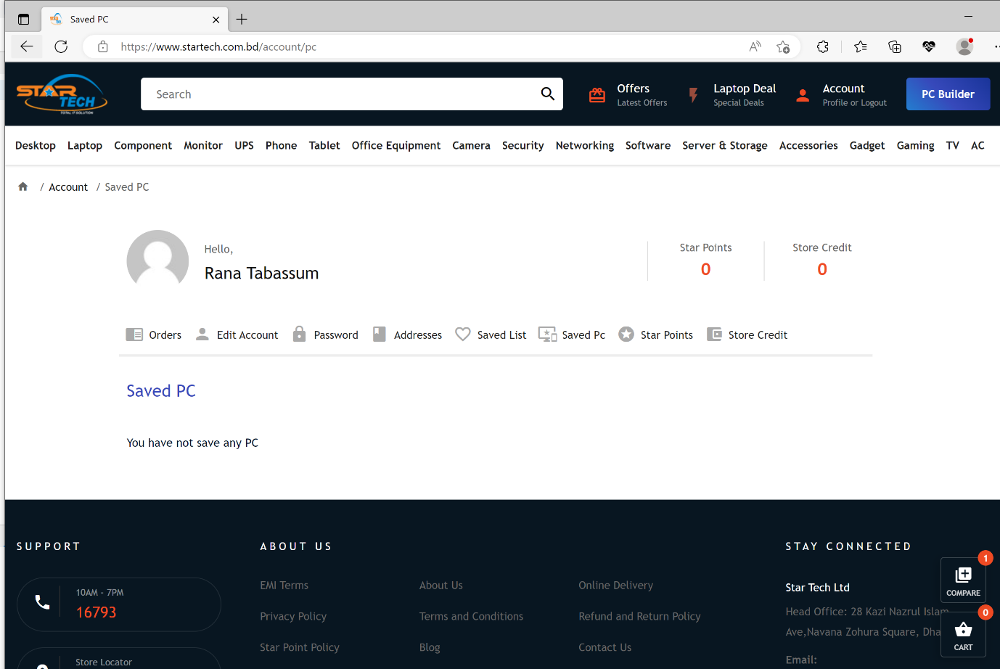 Saved PC
https://www.startech.com.bd/account/pc
STAR TECH
TOTAL IT SOLUTION
Search
Offers
Latest Offers
Laptop Deal
Special Deals
Account
Profile or Logout
PC Builder
Desktop Laptop Component Monitor UPS Phone Tablet Office Equipment Camera Security Networking Software Server & Storage Accessories Gadget Gaming TV AC
/ Account / Saved PC
Hello,
Rana Tabassum
Star Points
0
Store Credit
0
Orders Edit Account Password Addresses Saved List Saved Pc Star Points Store Credit
Saved PC
You have not save any PC
SUPPORT
10AM - 7PM
16793
Store Locator
ABOUT US
EMI Terms About Us Online Delivery
Privacy Policy Terms and Conditions Refund and Return Policy
Star Point Policy Blog Contact Us
STAY CONNECTED
Star Tech Ltd
Head Office: 28 Kazi Nazrul Islam
Ave,Navana Zohura Square, Dha
Email:
1
COMPARE
0
CART